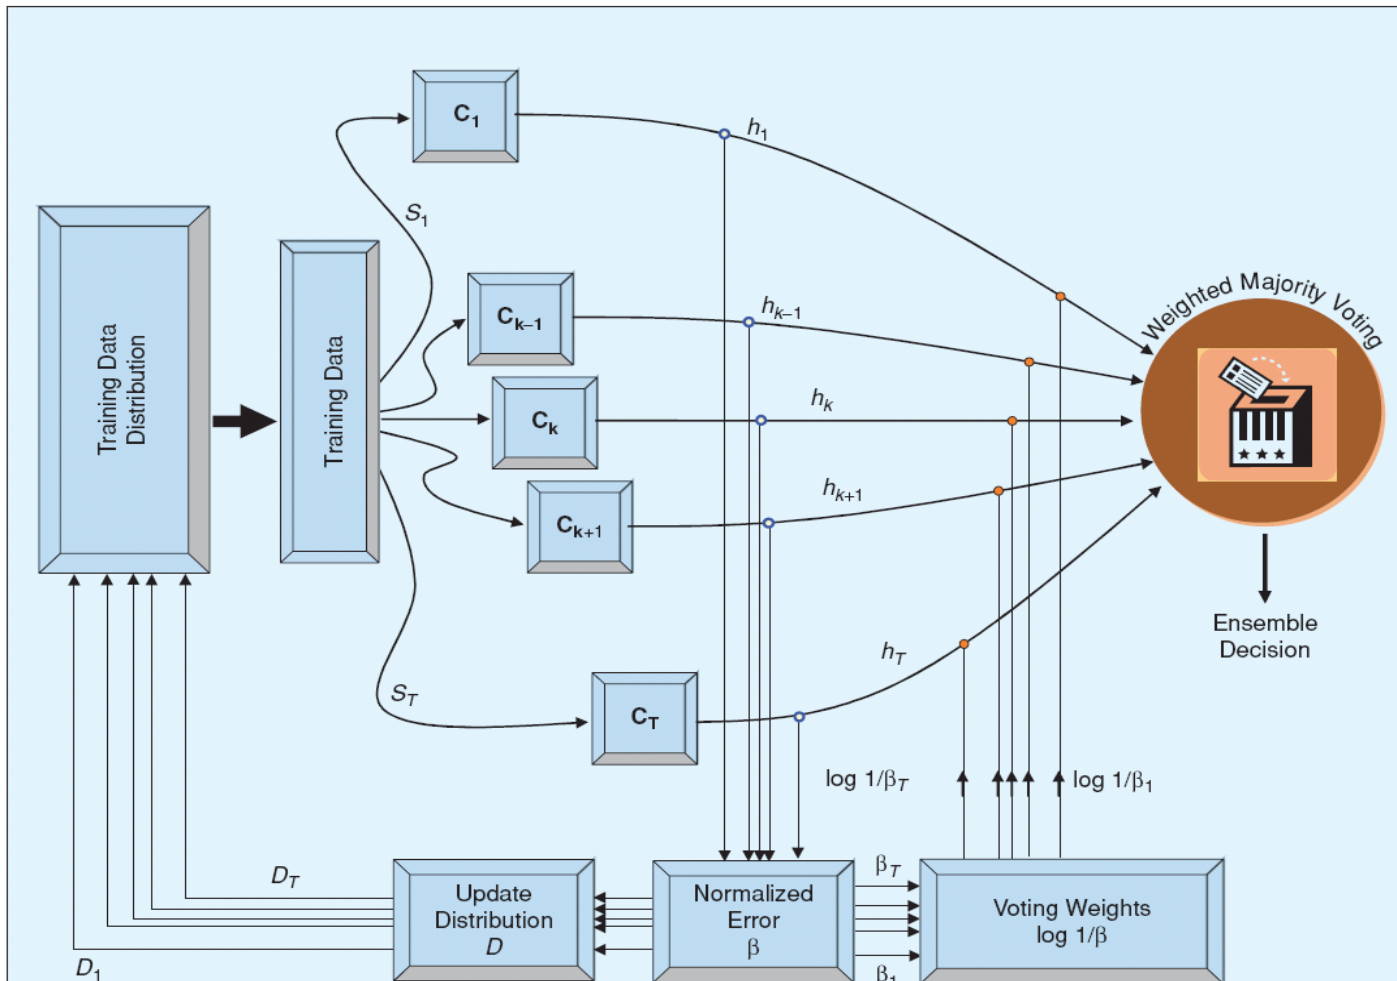 C1
h1
S1
Training Data
Distribution
Training Data
Ck–1
hk–1
Weighted Majority Voting
Ck
hk
Ck+1
hk+1
Ensemble
Decision
ST
CT
hT
log 1/βT
log 1/β1
DT
Update
Distribution
D
Normalized
Error
β
βT
Voting Weights
log 1/β
D1
β1